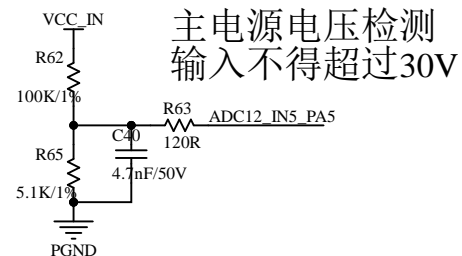 VCC_IN
主电源电压检测
输入不得超过30V
R62
100K/1%
R63
ADC12_IN5_PA5
C40
120R
R65
4.7nF/50V
5.1K/1%
PGND